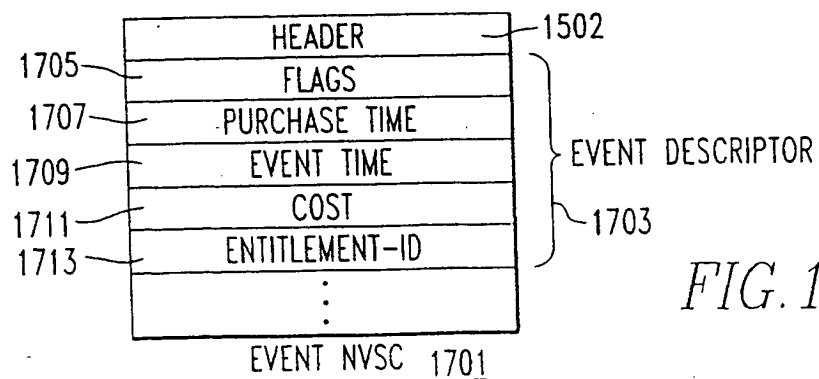 HEADER 1502
1705 FLAGS
1707 PURCHASE TIME
1709 EVENT TIME
1711 COST
1713 ENTITLEMENT-ID
EVENT DESCRIPTOR
1703
EVENT NVSC 1701
FIG. 1